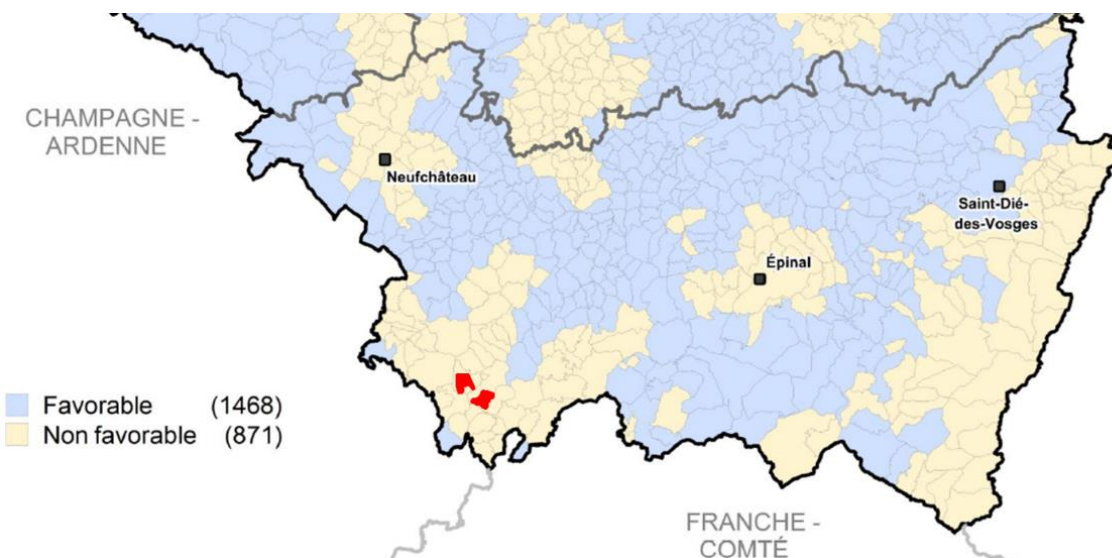 CHAMPAGNE -
ARDENNE
Neufchâteau
Saint-Dié-
des-Vosges
Épinal
Favorable (1468)
Non favorable (871)
FRANCHE -
COMTÉ